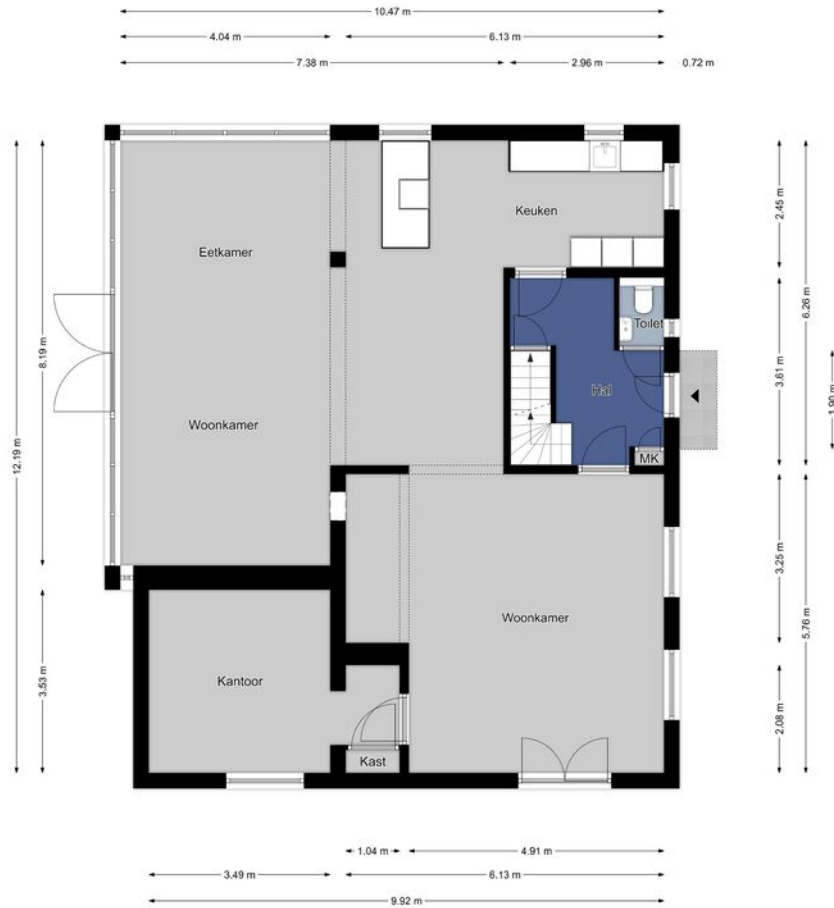 10.47 m
4.04 m
6.13 m
7.38 m
2.96 m
0.72 m
Keuken
Eetkamer
Toilet
Woonkamer
Hal
MK
Woonkamer
Kantoor
Kast
12.19 m
8.19 m
3.53 m
2.45 m
6.26 m
3.61 m
1.90 m
3.25 m
5.76 m
2.08 m
1.04 m
4.91 m
3.49 m
6.13 m
9.92 m